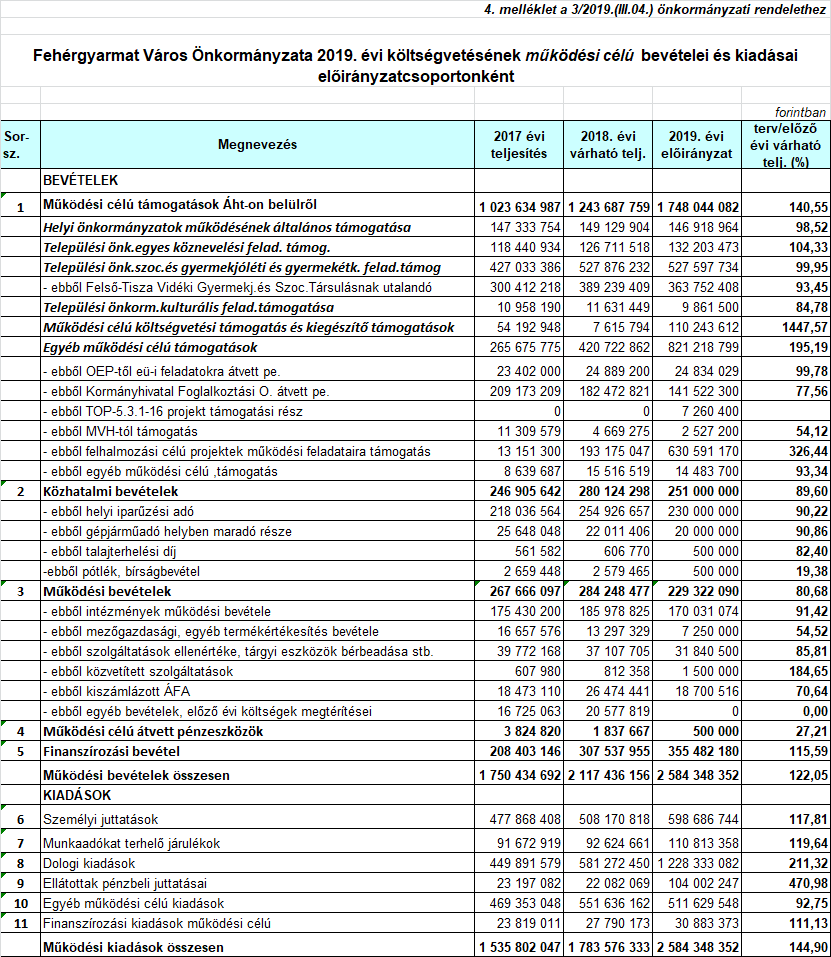 4. melléklet a 3/2019.(III.04.) önkormányzati rendelethez
Fehérgyarmat Város Önkormányzata 2019. évi költségvetésének működési célú bevételei és kiadásai
előirányzatcsoportonként
forintban
Sor-sz. Megnevezés 2017 évi teljesítés 2018. évi várható telj. 2019. évi előirányzat terv/előző évi várható telj. (%)
BEVÉTELEK
1 Működési célú támogatások Áht-on belülről 1 023 634 987 1 243 687 759 1 748 044 082 140,55
Helyi önkormányzatok működésének általános támogatása 147 333 754 149 129 904 146 918 964 98,52
Települési önk.egyes köznevelési felad. támog. 118 440 934 126 711 518 132 203 473 104,33
Települési önk.szoc.és gyermekjóléti és gyermekétk. felad.támog 427 033 386 527 876 232 527 597 734 99,95
- ebből Felső-Tisza Vidéki Gyermekj.és Szoc.Társulásnak utalandó 300 412 218 389 239 409 363 752 408 93,45
Települési önkorm.kulturális felad.támogatása 10 958 190 11 631 449 9 861 500 84,78
Működési célú költségvetési támogatás és kiegészítő támogatások 54 192 948 7 615 794 110 243 612 1447,57
Egyéb működési célú támogatások 265 675 775 420 722 862 821 218 799 195,19
- ebből OEP-től eü-i feladatokra átvett pe. 23 402 000 24 889 200 24 834 029 99,78
- ebből Kormányhivatal Foglalkoztatási O. átvett pe. 209 173 209 182 472 821 141 522 300 77,56
- ebből TOP-5.3.1-16 projekt támogatási rész 0 0 7 260 400
- ebből MVH-tól támogatás 11 309 579 4 669 275 2 527 200 54,12
- ebből felhalmozási célú projektek működési feladataira támogatás 13 151 300 193 175 047 630 591 170 326,44
- ebből egyéb működési célú ,támogatás 8 639 687 15 516 519 14 483 700 93,34
2 Közhatalmi bevételek 246 905 642 280 124 298 251 000 000 89,60
- ebből helyi iparűzési adó 218 036 564 254 926 657 230 000 000 90,22
- ebből gépjárműadó helyben maradó része 25 648 048 22 011 406 20 000 000 90,86
- ebből talajterhelési díj 561 582 606 770 500 000 82,40
-ebből pótlék, bírságbevétel 2 659 448 2 579 465 500 000 19,38
3 Működési bevételek 267 666 097 284 248 477 229 322 090 80,68
- ebből intézmények működési bevétele 175 430 200 185 978 825 170 031 074 91,42
- ebből mezőgazdasági, egyéb termékértékesítés bevétele 16 657 576 13 297 329 7 250 000 54,52
- ebből szolgáltatások ellenértéke, tárgyi eszközök bérbeadása stb. 39 772 168 37 107 705 31 840 500 85,81
- ebből közvetített szolgáltatások 607 980 812 358 1 500 000 184,65
- ebből kiszámlázott ÁFA 18 473 110 26 474 441 18 700 516 70,64
- ebből egyéb bevételek, előző évi költségek megtérítései 16 725 063 20 577 819 0 0,00
4 Működési célú átvett pénzeszközök 3 824 820 1 837 667 500 000 27,21
5 Finanszírozási bevétel 208 403 146 307 537 955 355 482 180 115,59
Működési bevételek összesen 1 750 434 692 2 117 436 156 2 584 348 352 122,05
KIADÁSOK
6 Személyi juttatások 477 868 408 508 170 818 598 686 744 117,81
7 Munkaadókat terhelő járulékok 91 672 919 92 624 661 110 813 358 119,64
8 Dologi kiadások 449 891 579 581 272 450 1 228 333 082 211,32
9 Ellátottak pénzbeli juttatásai 23 197 082 22 082 069 104 002 247 470,98
10 Egyéb működési célú kiadások 469 353 048 551 636 162 511 629 548 92,75
11 Finanszírozási kiadások működési célú 23 819 011 27 790 173 30 883 373 111,13
Működési kiadások összesen 1 535 802 047 1 783 576 333 2 584 348 352 144,90